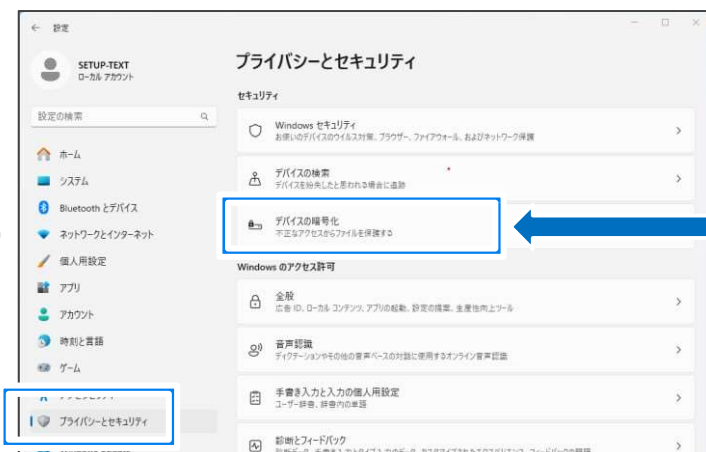 設定
SETUP-TEXT
ローカル アカウント
設定の検索
ホーム
システム
Bluetooth とデバイス
ネットワークとインターネット
個人用設定
アプリ
アカウント
時刻と言語
ゲーム
プライバシーとセキュリティ
プライバシーとセキュリティ
セキュリティ
Windows セキュリティ
お使いのデバイスのウイルス対策、ブラウザー、ファイアウォール、およびネットワーク保護
デバイスの検索
デバイスを紛失したと思われる場合に追跡
デバイスの暗号化
不正なアクセスからファイルを保護する
Windows のアクセス許可
全般
広告 ID、ローカル コンテンツ、アプリの起動、設定の提案、生産性向上ツール
音声認識
ディクテーションやその他の音声ベースの対話に使用するオンライン音声認識
手書き入力と入力の個人用設定
ユーザー辞書、辞書内の単語
診断とフィードバック